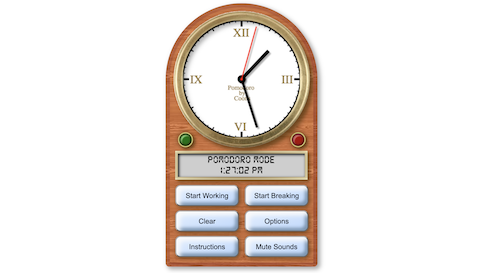 XII
IX
III
Pomodoro
by
VI
POMODORO MODE
1:27:02 PM
Start Working
Start Breaking
Clear
Options
Instructions
Mute Sounds